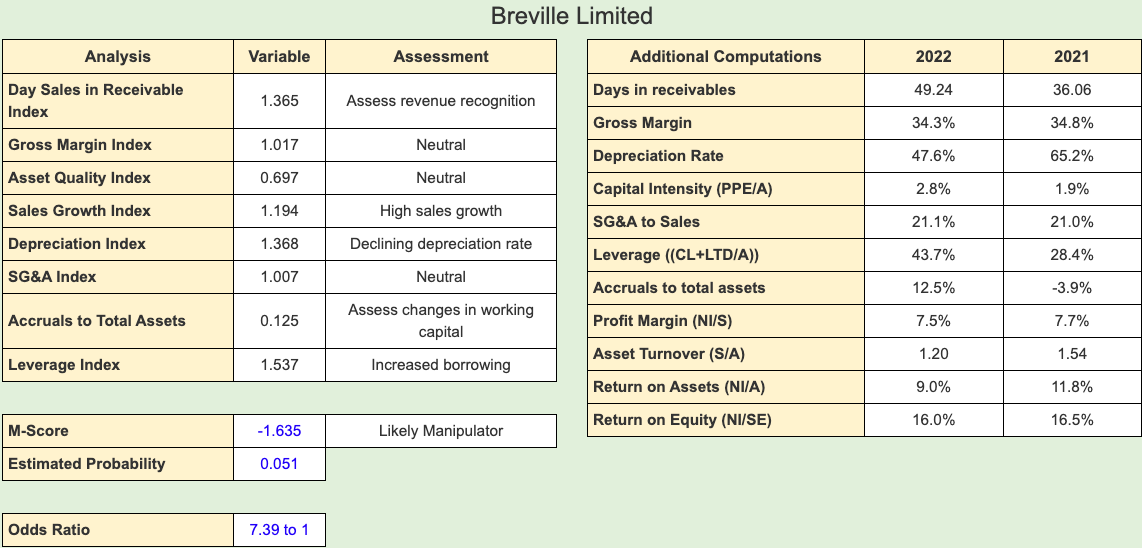 Breville Limited
Analysis Variable Assessment
Day Sales in Receivable
Index 1.365 Assess revenue recognition
Gross Margin Index 1.017 Neutral
Asset Quality Index 0.697 Neutral
Sales Growth Index 1.194 High sales growth
Depreciation Index 1.368 Declining depreciation rate
SG&A Index 1.007 Neutral
Accruals to Total Assets 0.125 Assess changes in working
capital
Leverage Index 1.537 Increased borrowing
M-Score -1.635 Likely Manipulator
Estimated Probability 0.051
Odds Ratio 7.39 to 1
Additional Computations 2022 2021
Days in receivables 49.24 36.06
Gross Margin 34.3% 34.8%
Depreciation Rate 47.6% 65.2%
Capital Intensity (PPE/A) 2.8% 1.9%
SG&A to Sales 21.1% 21.0%
Leverage ((CL+LTD/A)) 43.7% 28.4%
Accruals to total assets 12.5% -3.9%
Profit Margin (NI/S) 7.5% 7.7%
Asset Turnover (S/A) 1.20 1.54
Return on Assets (NI/A) 9.0% 11.8%
Return on Equity (NI/SE) 16.0% 16.5%